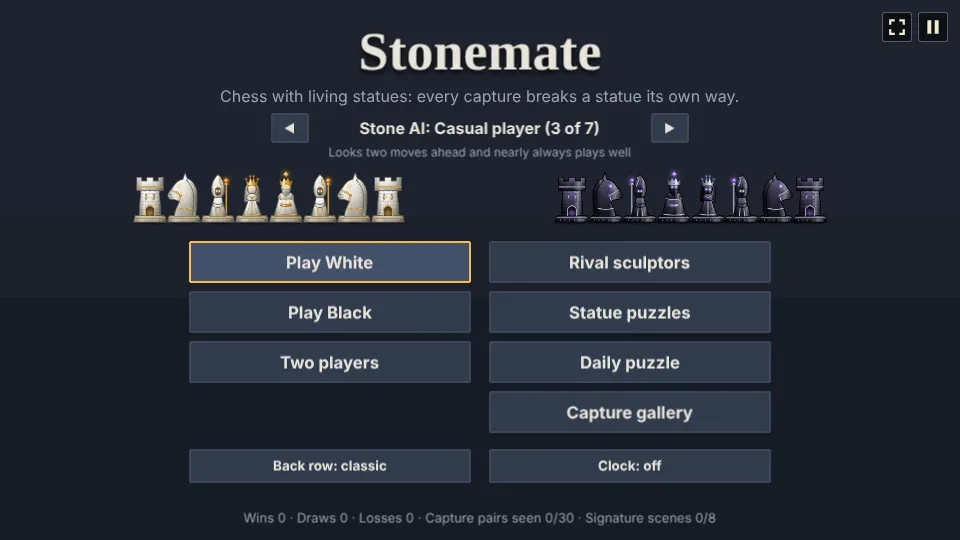 Stonemate
Chess with living statues: every capture breaks a statue its own way.
Stone AI: Casual player (3 of 7)
Looks two moves ahead and nearly always plays well
Play White
Rival sculptors
Play Black
Statue puzzles
Two players
Daily puzzle
Capture gallery
Back row: classic
Clock: off
Wins 0 · Draws 0 · Losses 0 · Capture pairs seen 0/30 · Signature scenes 0/8